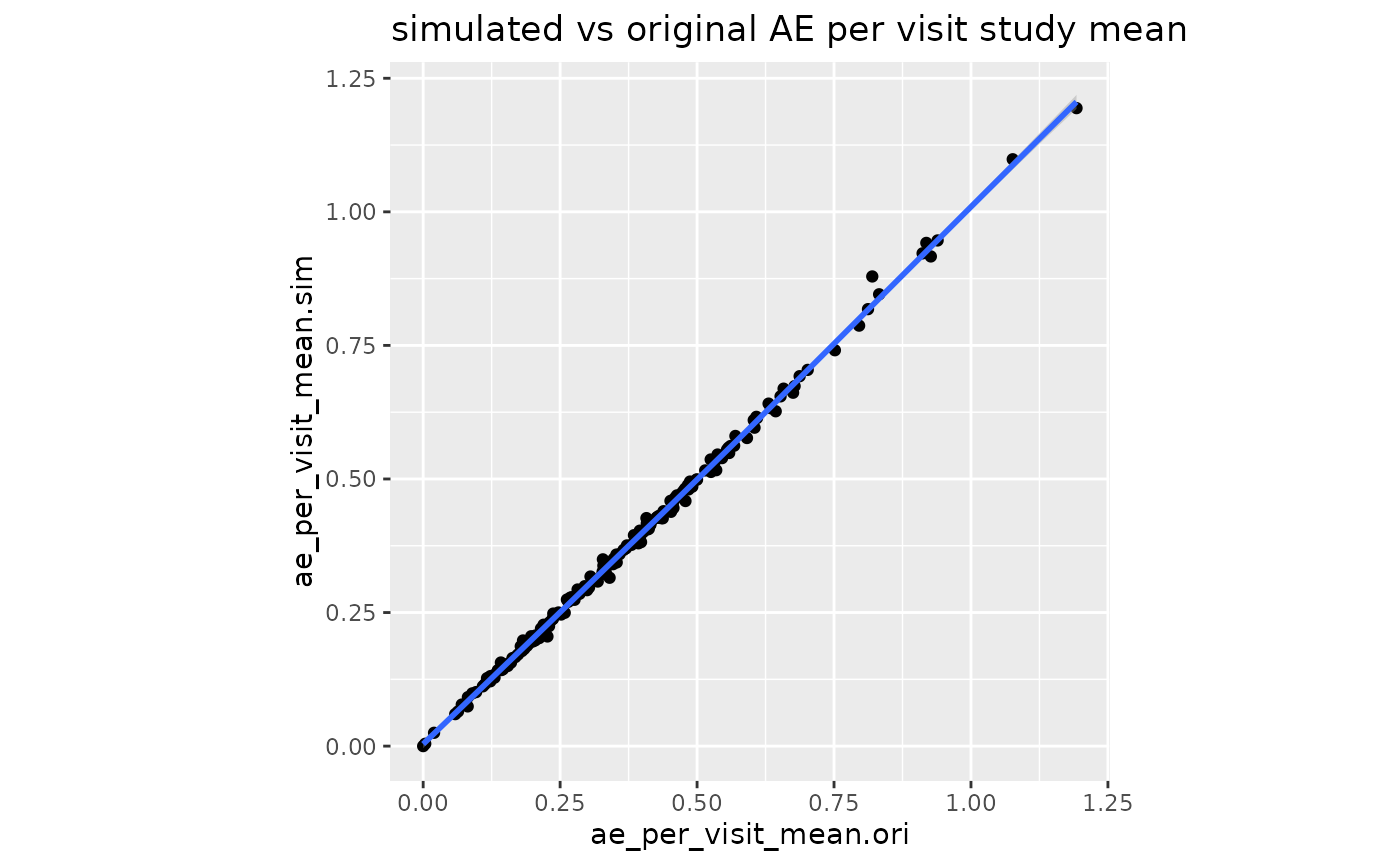 simulated vs original AE per visit study mean
ae_per_visit_mean.sim
1.25
1.00
0.75
0.50
0.25
0.00
0.00 0.25 0.50 0.75 1.00 1.25
ae_per_visit_mean.ori